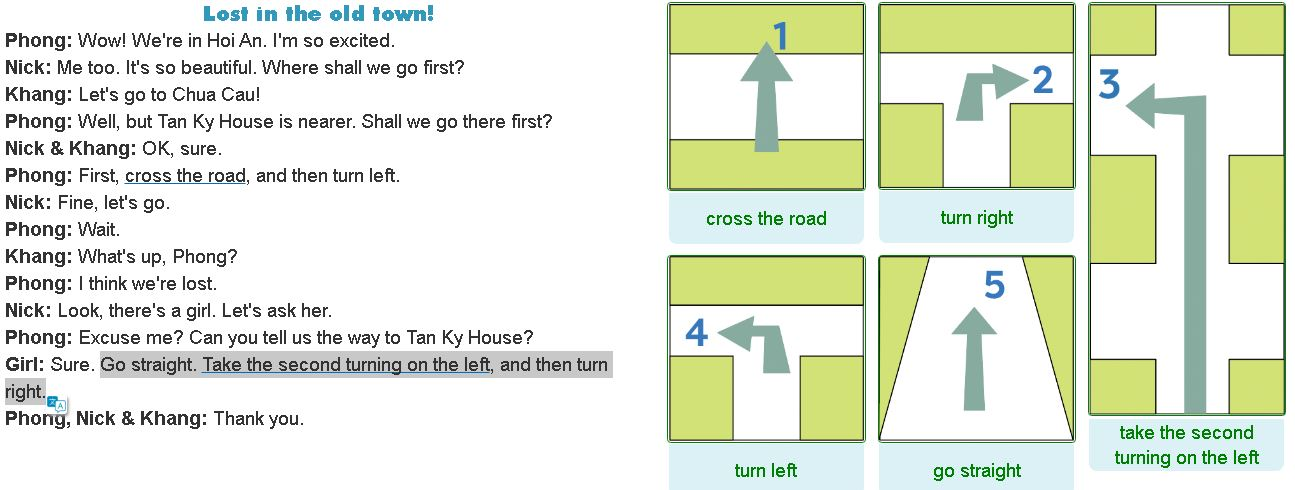 Lost in the old town!
Phong: Wow! We're in Hoi An. I'm so excited.
Nick: Me too. It's so beautiful. Where shall we go first?
Khang: Let's go to Chua Cau!
Phong: Well, but Tan Ky House is nearer. Shall we go there first?
Nick & Khang: OK, sure.
Phong: First, cross the road, and then turn left.
Nick: Fine, let's go.
Phong: Wait.
Khang: What's up, Phong?
Phong: I think we're lost.
Nick: Look, there's a girl. Let's ask her.
Phong: Excuse me? Can you tell us the way to Tan Ky House?
Girl: Sure. Go straight. Take the second turning on the left, and then turn
right.
Phong, Nick & Khang: Thank you.
1
cross the road
2
turn right
3
take the second
turning on the left
4
turn left
5
go straight